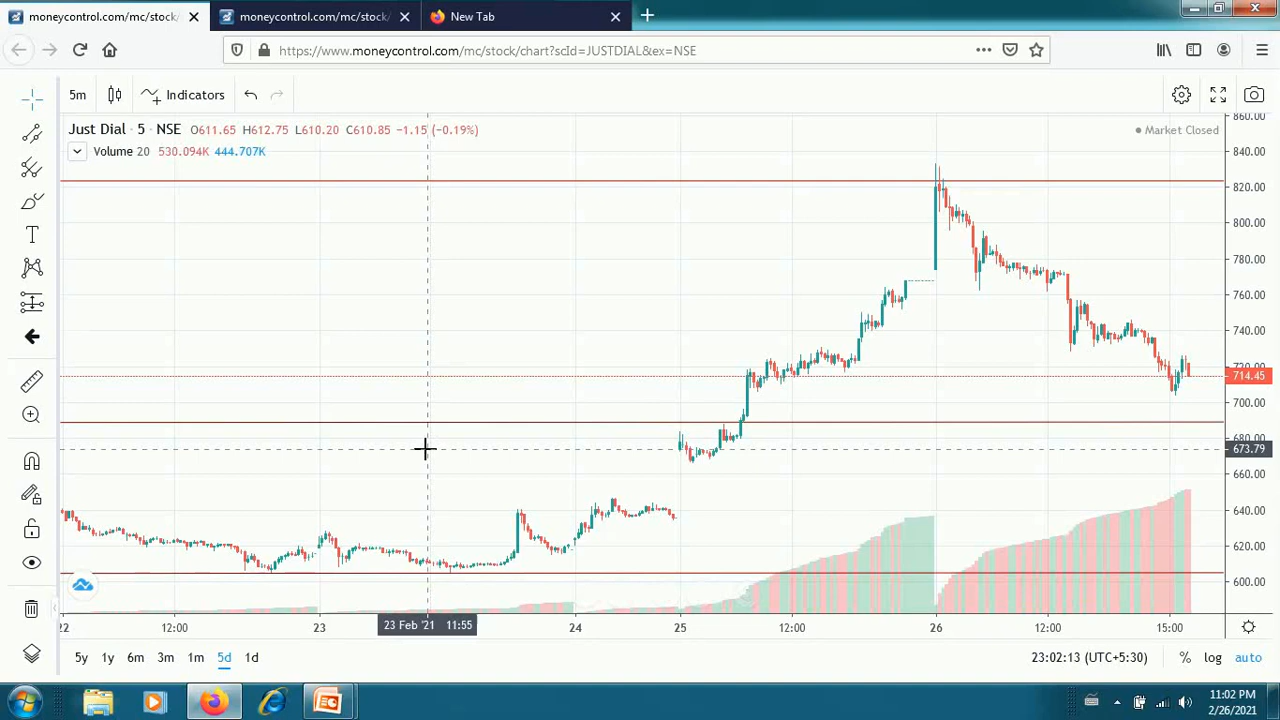 moneycontrol.com/mc/stock/
moneycontrol.com/mc/stock/
New Tab
https://www.moneycontrol.com/mc/stock/chart?scId=JUSTDIAL&ex=NSE
5m
Indicators
Just Dial · 5 · NSE O611.65 H612.75 L610.20 C610.85 −1.15 (−0.19%)
Market Closed
Volume 20 530.094K 444.707K
860.00
840.00
820.00
800.00
780.00
760.00
740.00
720.00
714.45
700.00
680.00
673.79
660.00
640.00
620.00
600.00
22 12:00 23 23 Feb '21 11:55 24 25 12:00 26 12:00 15:00
5y 1y 6m 3m 1m 5d 1d
23:02:13 (UTC+5:30) % log auto
11:02 PM
2/26/2021